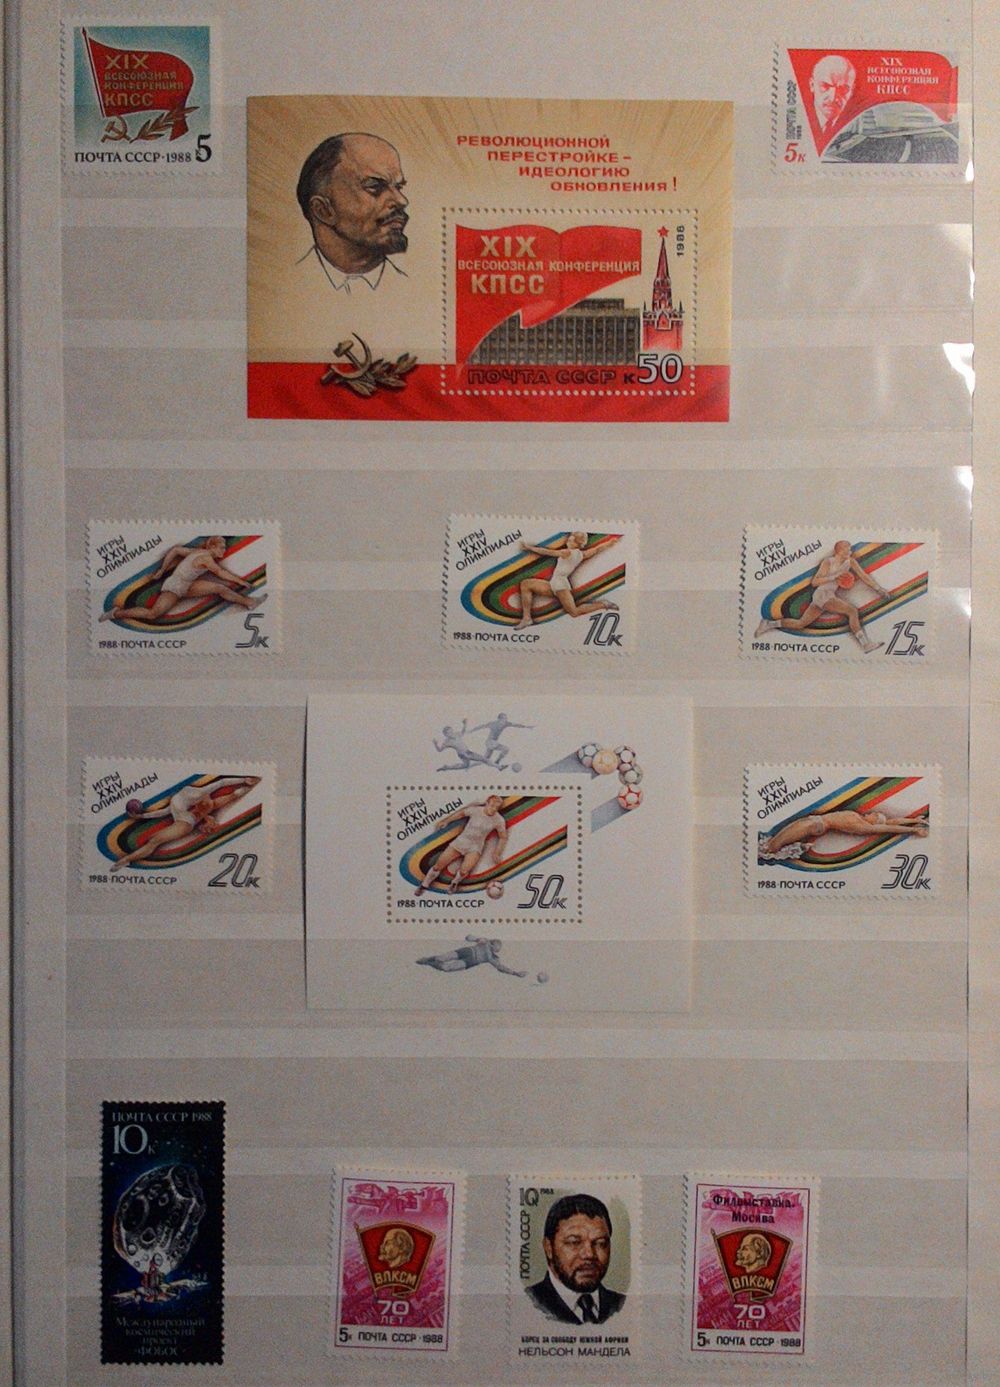 XIX
ВСЕСОЮЗНАЯ
КОНФЕРЕНЦИЯ
КПСС
ПОЧТА СССР·1988 5
РЕВОЛЮЦИОННОЙ
ПЕРЕСТРОЙКЕ–
ИДЕОЛОГИЮ
ОБНОВЛЕНИЯ!
XIX
ВСЕСОЮЗНАЯ КОНФЕРЕНЦИЯ
КПСС
1988
ПОЧТА СССР к50
XIX
ВСЕСОЮЗНАЯ
КОНФЕРЕНЦИЯ
КПСС
ПОЧТА СССР
1988
5к
ИГРЫ
XXIV
ОЛИМПИАДЫ
1988·ПОЧТА СССР 5к
ИГРЫ
XXIV
ОЛИМПИАДЫ
1988·ПОЧТА СССР 10к
ИГРЫ
XXIV
ОЛИМПИАДЫ
1988·ПОЧТА СССР 15к
ИГРЫ
XXIV
ОЛИМПИАДЫ
1988·ПОЧТА СССР 20к
ИГРЫ
XXIV
ОЛИМПИАДЫ
1988·ПОЧТА СССР 50к
ИГРЫ
XXIV
ОЛИМПИАДЫ
1988·ПОЧТА СССР 30к
ПОЧТА СССР 1988
10к
Международный
космический
проект
«ФОБОС»
ВЛКСМ
70
ЛЕТ
5к ПОЧТА СССР·1988
10 1988
ПОЧТА СССР
БОРЕЦ ЗА СВОБОДУ ЮЖНОЙ АФРИКИ
НЕЛЬСОН МАНДЕЛА
Филвыставка.
Москва
ВЛКСМ
70
ЛЕТ
5к ПОЧТА СССР·1988